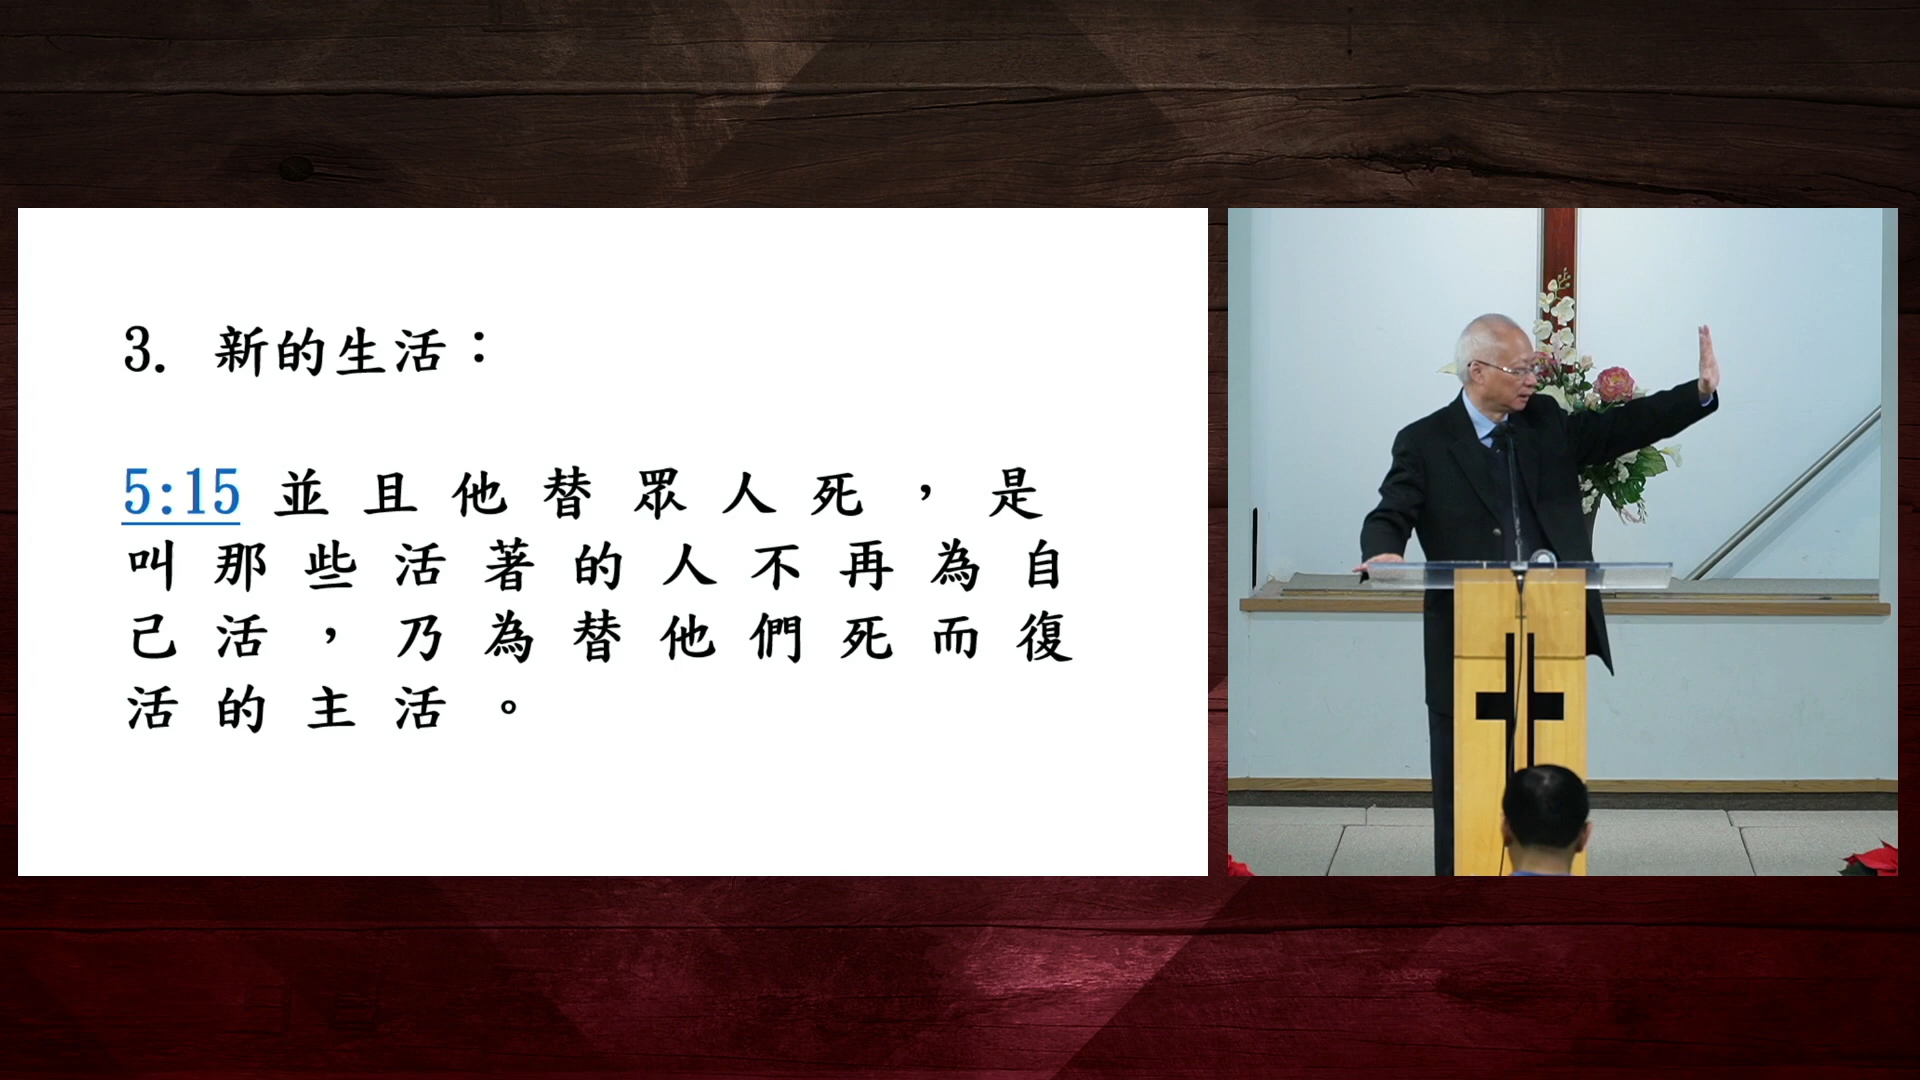 3. 新的生活：
5:15 並且他替眾人死，是
叫那些活著的人不再為自
己活，乃為替他們死而復
活的主活。